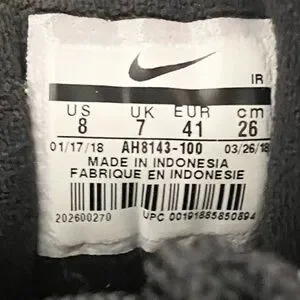 IR
US UK EUR cm
8 7 41 26
01/17/18 AH8143-100 03/26/18
MADE IN INDONESIA
FABRIQUE EN INDONESIE
202600270 UPC 00191885850894